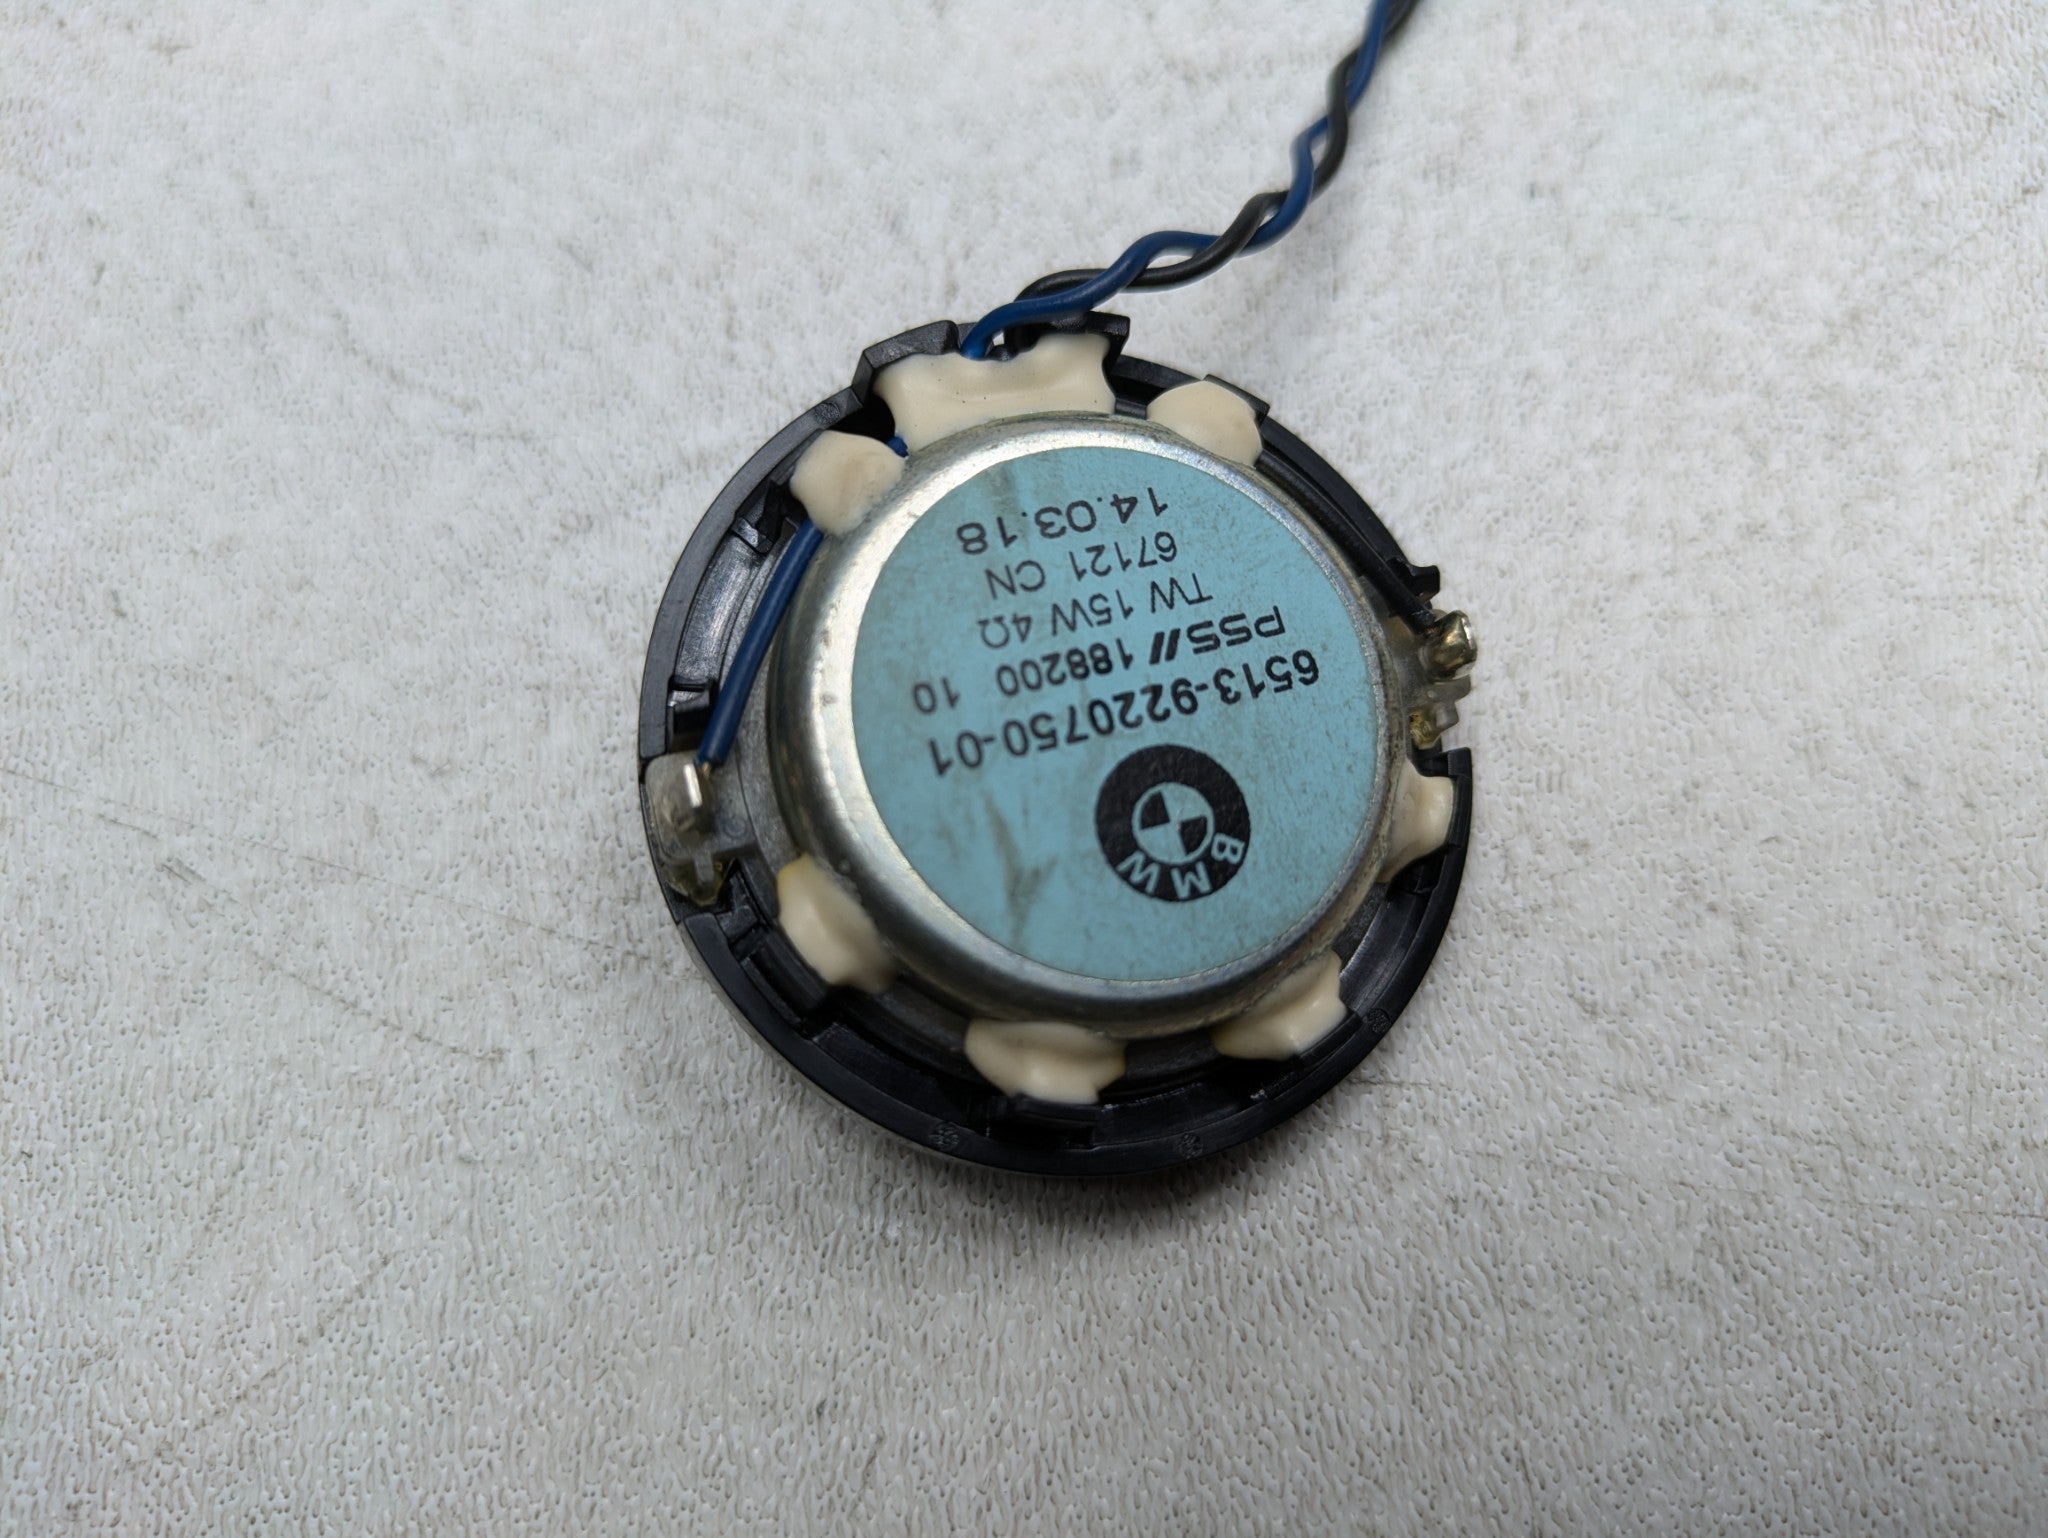 BMW
6513-9220750-01
PSS// 188200 10
TW 15W 4Ω
67121 CN
14.03.18